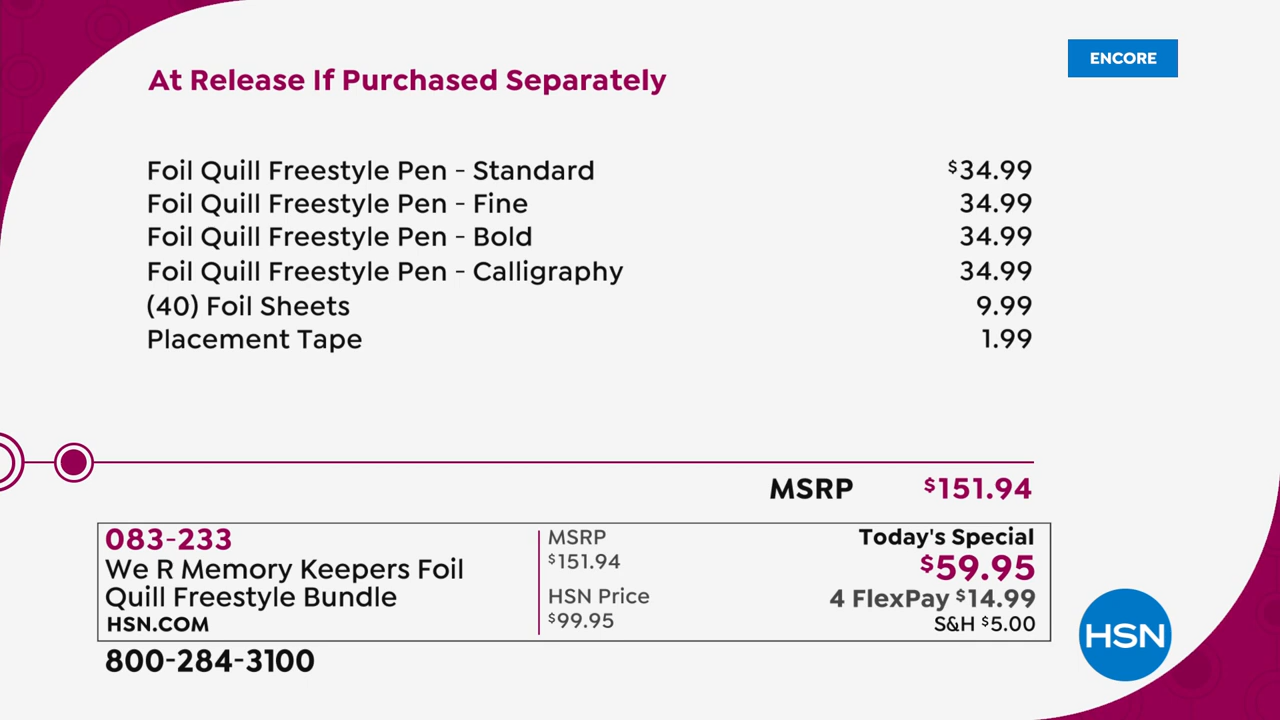 ENCORE
At Release If Purchased Separately
Foil Quill Freestyle Pen - Standard $34.99
Foil Quill Freestyle Pen - Fine 34.99
Foil Quill Freestyle Pen - Bold 34.99
Foil Quill Freestyle Pen - Calligraphy 34.99
(40) Foil Sheets 9.99
Placement Tape 1.99
MSRP $151.94
083-233
We R Memory Keepers Foil
Quill Freestyle Bundle
HSN.COM
MSRP
$151.94
HSN Price
$99.95
Today's Special
$59.95
4 FlexPay $14.99
S&H $5.00
HSN
800-284-3100